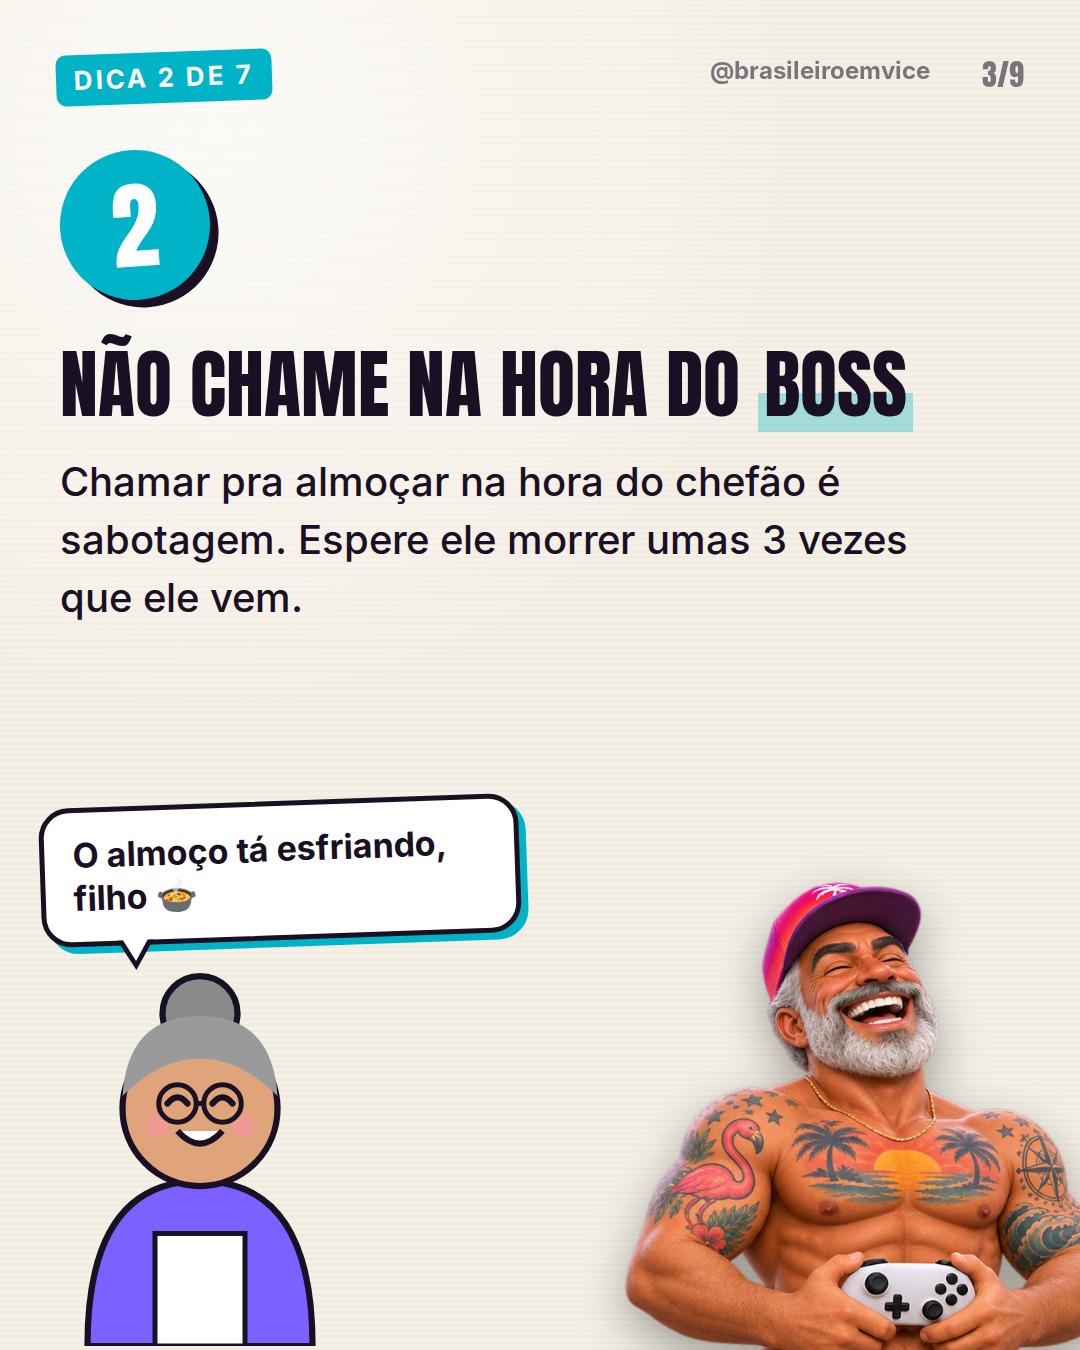 DICA 2 DE 7
@brasileiroemvice
3/9
2
NÃO CHAME NA HORA DO BOSS
Chamar pra almoçar na hora do chefão é
sabotagem. Espere ele morrer umas 3 vezes
que ele vem.
O almoço tá esfriando,
filho 🍲